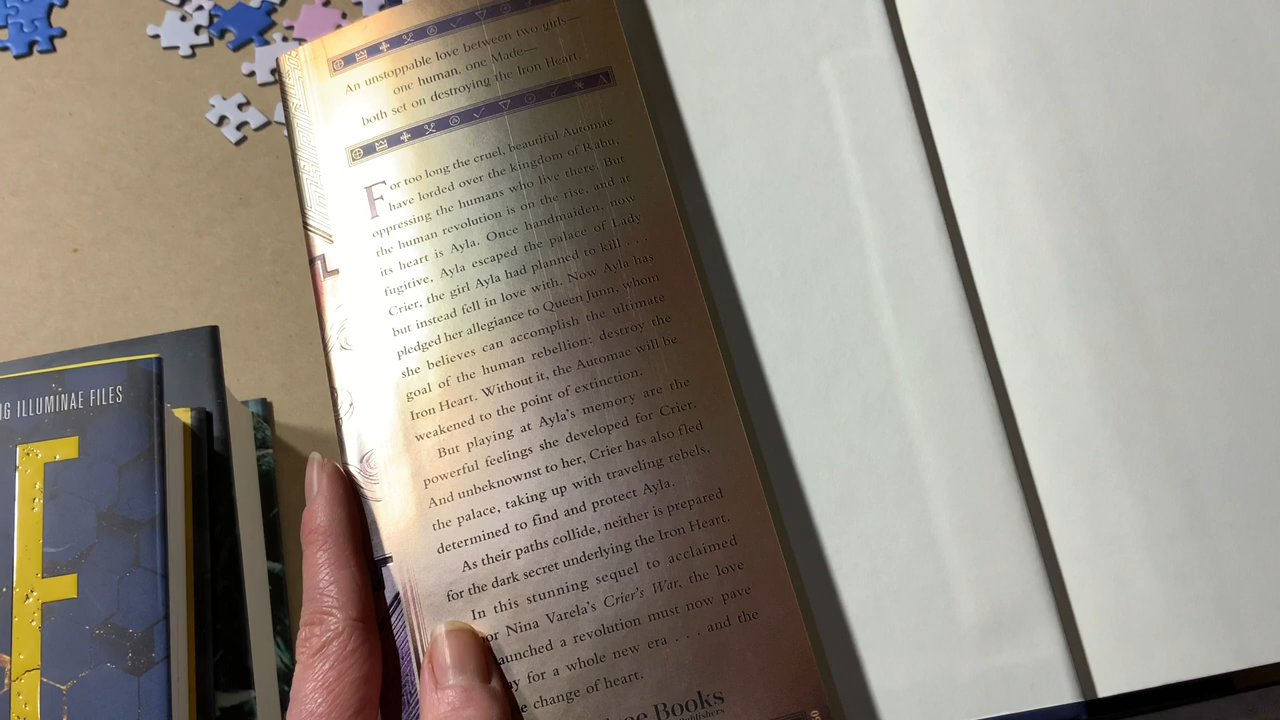 An unstoppable love between two girls—
one human, one Made—
both set on destroying the Iron Heart.
For too long the cruel, beautiful Automae
have lorded over the kingdom of Rabu,
oppressing the humans who live there. But
the human revolution is on the rise, and at
its heart is Ayla. Once handmaiden, now
fugitive, Ayla escaped the palace of Lady
Crier, the girl Ayla had planned to kill . . .
but instead fell in love with. Now Ayla has
pledged her allegiance to Queen Junn, whom
she believes can accomplish the ultimate
goal of the human rebellion: destroy the
Iron Heart. Without it, the Automae will be
weakened to the point of extinction.
But playing at Ayla's memory are the
powerful feelings she developed for Crier.
And unbeknownst to her, Crier has also fled
the palace, taking up with traveling rebels,
determined to find and protect Ayla.
As their paths collide, neither is prepared
for the dark secret underlying the Iron Heart.
In this stunning sequel to acclaimed
or Nina Varela's Crier's War, the love
launched a revolution must now pave
ay for a whole new era . . . and the
e change of heart.
Books
G ILLUMINAE FILES
F